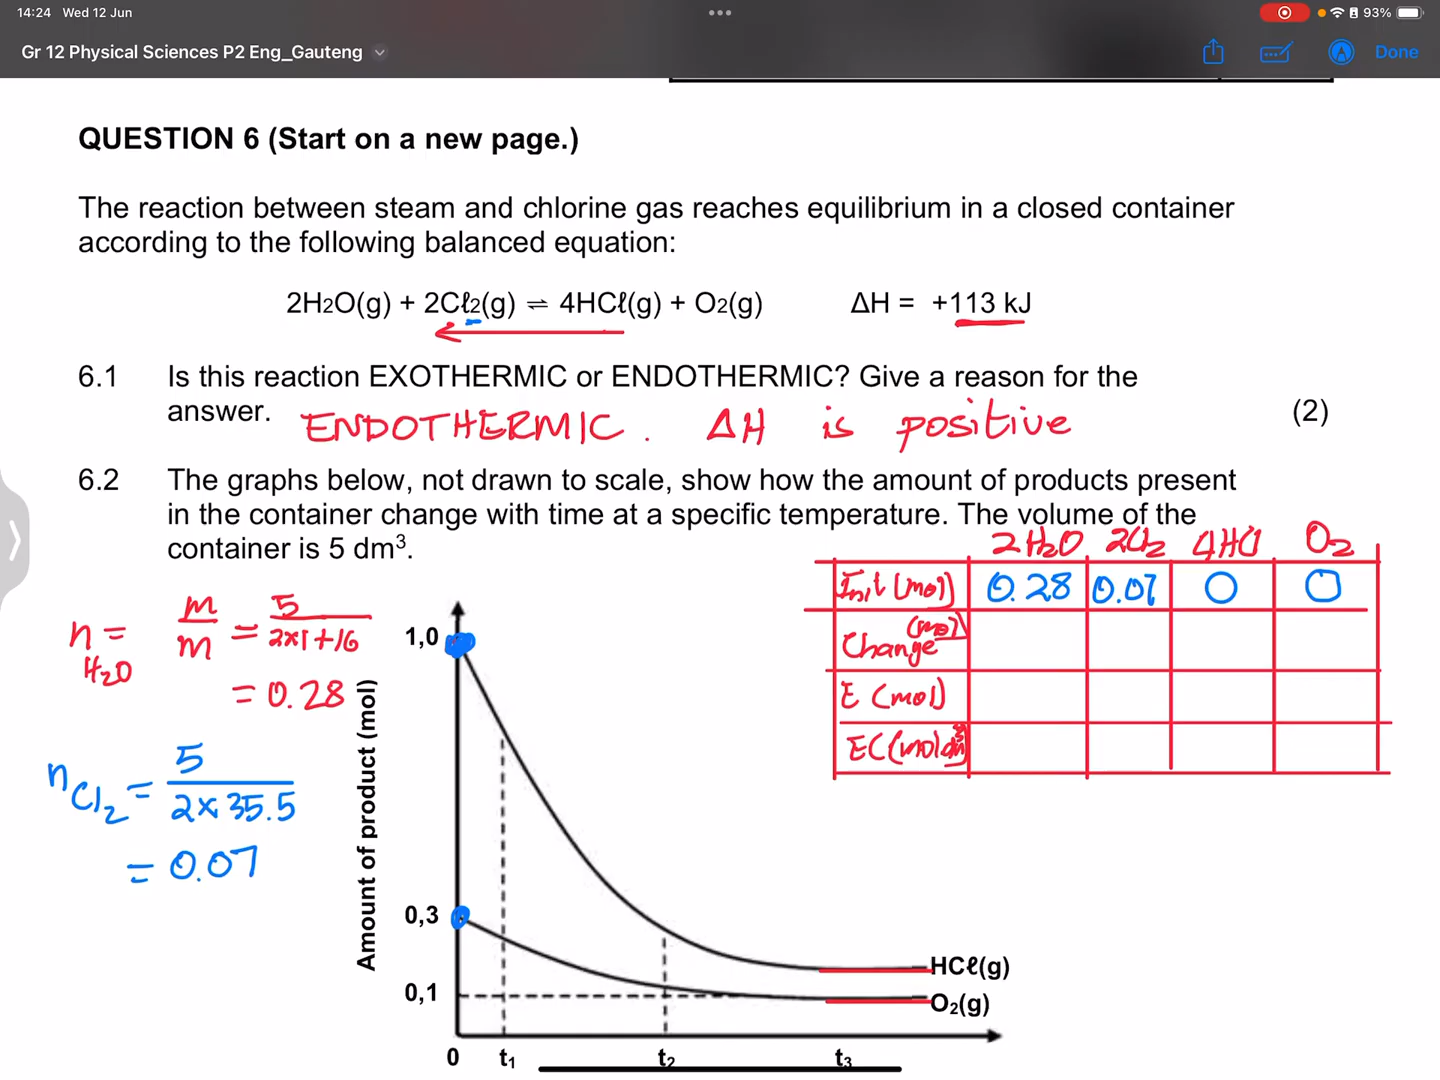 14:24 Wed 12 Jun
93%
Gr 12 Physical Sciences P2 Eng_Gauteng
Done
QUESTION 6 (Start on a new page.)
The reaction between steam and chlorine gas reaches equilibrium in a closed container
according to the following balanced equation:
2H2O(g) + 2Cℓ2(g) ⇌ 4HCℓ(g) + O2(g) ΔH = +113 kJ
6.1 Is this reaction EXOTHERMIC or ENDOTHERMIC? Give a reason for the
answer. (2)
ENDOTHERMIC. ΔH is positive
6.2 The graphs below, not drawn to scale, show how the amount of products present
in the container change with time at a specific temperature. The volume of the
container is 5 dm³.
2H2O 2Cl2 4HCl O2
Init (mol) 0.28 0.07 0 0
Change (mol)
E (mol)
EC (mol dm³)
n H2O = m/m = 5/2x1+16
= 0.28
nCl2 = 5/2x35.5
= 0.07
Amount of product (mol)
1,0
0,3
0,1
HCℓ(g)
O2(g)
0 t1 t2 t3